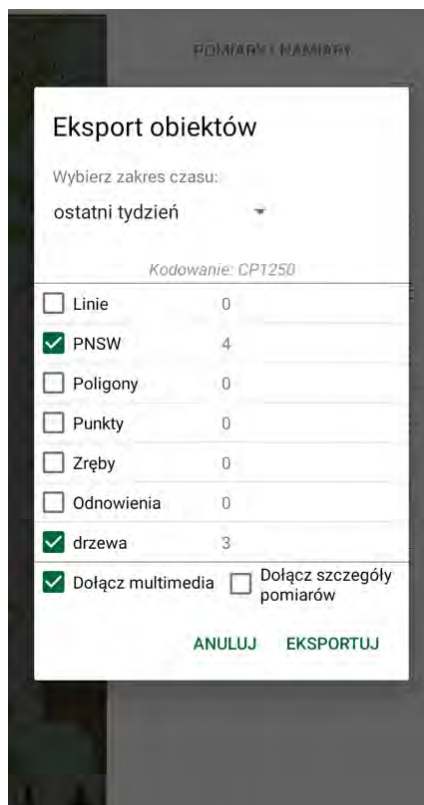 POMIARY I NAMIARY
Eksport obiektów
Wybierz zakres czasu:
ostatni tydzień
Kodowanie: CP1250
Linie 0
PNSW 4
Poligony 0
Punkty 0
Zręby 0
Odnowienia 0
drzewa 3
Dołącz multimedia Dołącz szczegóły
pomiarów
ANULUJ EKSPORTUJ